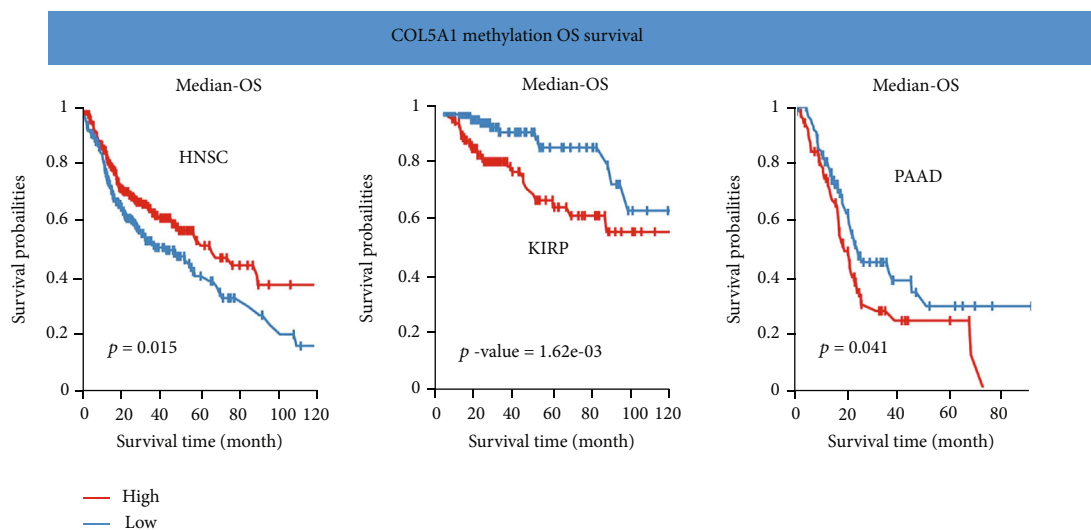 COL5A1 methylation OS survival
Median-OS
HNSC
p = 0.015
Survival probailities
1
0.8
0.6
0.4
0.2
0
0 20 40 60 80 100 120
Survival time (month)
Median-OS
KIRP
p -value = 1.62e-03
Survival probabilities
1
0.8
0.6
0.4
0.2
0
0 20 40 60 80 100 120
Survival time (month)
Median-OS
PAAD
p = 0.041
Survival probabilities
1
0.8
0.6
0.4
0.2
0
0 20 40 60 80
Survival time (month)
High
Low